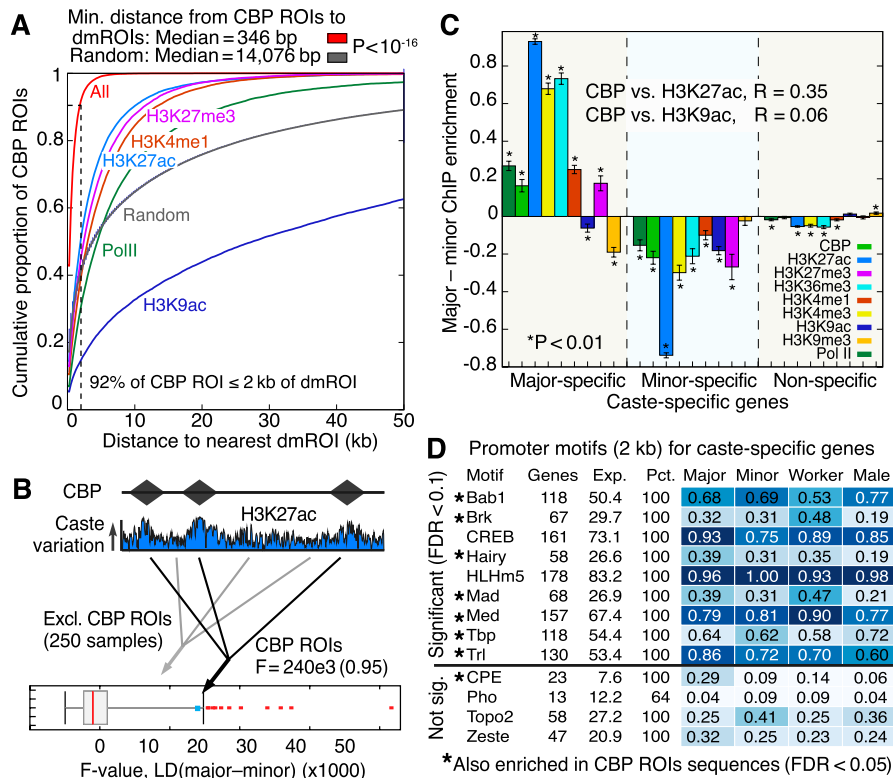 A
Min. distance from CBP ROIs to
dmROIs: Median = 346 bp
Random: Median = 14,076 bp
P<10-16
Cumulative proportion of CBP ROIs
1
0.8
0.6
0.4
0.2
0
All
H3K27me3
H3K4me1
H3K27ac
Random
PolII
H3K9ac
92% of CBP ROI ≤ 2 kb of dmROI
0 10 20 30 40 50
Distance to nearest dmROI (kb)
B
CBP
Caste
variation
H3K27ac
Excl. CBP ROIs
(250 samples)
CBP ROIs
F = 240e3 (0.95)
0 10 20 30 40 50
F-value, LD(major–minor) (x1000)
C
Major – minor ChIP enrichment
0.8
0.6
0.4
0.2
0
-0.2
-0.4
-0.6
-0.8
CBP vs. H3K27ac, R = 0.35
CBP vs. H3K9ac, R = 0.06
*P < 0.01
CBP
H3K27ac
H3K27me3
H3K36me3
H3K4me1
H3K4me3
H3K9ac
H3K9me3
Pol II
Major-specific Minor-specific Non-specific
Caste-specific genes
D Promoter motifs (2 kb) for caste-specific genes
Motif Genes Exp. Pct. Major Minor Worker Male
Significant (FDR < 0.1)
*Bab1 118 50.4 100 0.68 0.69 0.53 0.77
*Brk 67 29.7 100 0.32 0.31 0.48 0.19
CREB 161 73.1 100 0.93 0.75 0.89 0.85
*Hairy 58 26.6 100 0.39 0.31 0.35 0.19
HLHm5 178 83.2 100 0.96 1.00 0.93 0.98
*Mad 68 26.9 100 0.39 0.31 0.47 0.21
*Med 157 67.4 100 0.79 0.81 0.90 0.77
*Tbp 118 54.4 100 0.64 0.62 0.58 0.72
*Trl 130 53.4 100 0.86 0.72 0.70 0.60
Not sig.
*CPE 23 7.6 100 0.29 0.09 0.14 0.06
Pho 13 12.2 64 0.04 0.09 0.09 0.04
Topo2 58 27.2 100 0.25 0.41 0.25 0.36
Zeste 47 20.9 100 0.32 0.25 0.23 0.24
*Also enriched in CBP ROIs sequences (FDR < 0.05)